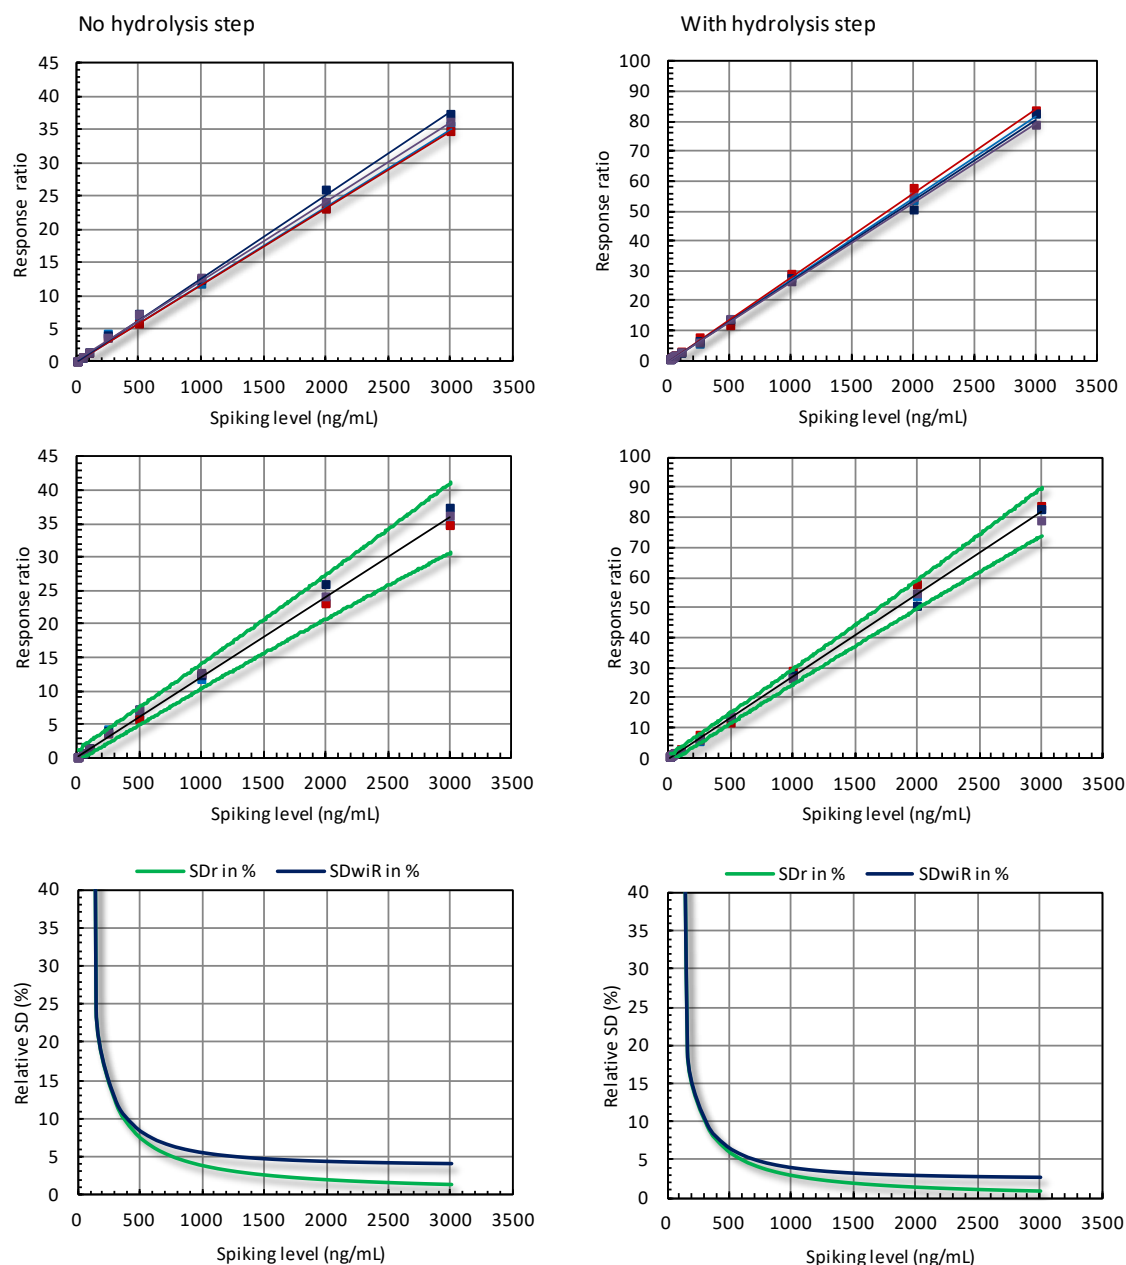 No hydrolysis step
With hydrolysis step
45
40
35
30
25
20
15
10
5
0
Response ratio
0 500 1000 1500 2000 2500 3000 3500
Spiking level (ng/mL)
100
90
80
70
60
50
40
30
20
10
0
Response ratio
0 500 1000 1500 2000 2500 3000 3500
Spiking level (ng/mL)
45
40
35
30
25
20
15
10
5
0
Response ratio
0 500 1000 1500 2000 2500 3000 3500
Spiking level (ng/mL)
100
90
80
70
60
50
40
30
20
10
0
Response ratio
0 500 1000 1500 2000 2500 3000 3500
Spiking level (ng/mL)
SDr in % SDwiR in %
40
35
30
25
20
15
10
5
0
Relative SD (%)
0 500 1000 1500 2000 2500 3000 3500
Spiking level (ng/mL)
SDr in % SDwiR in %
40
35
30
25
20
15
10
5
0
Relative SD (%)
0 500 1000 1500 2000 2500 3000 3500
Spiking level (ng/mL)